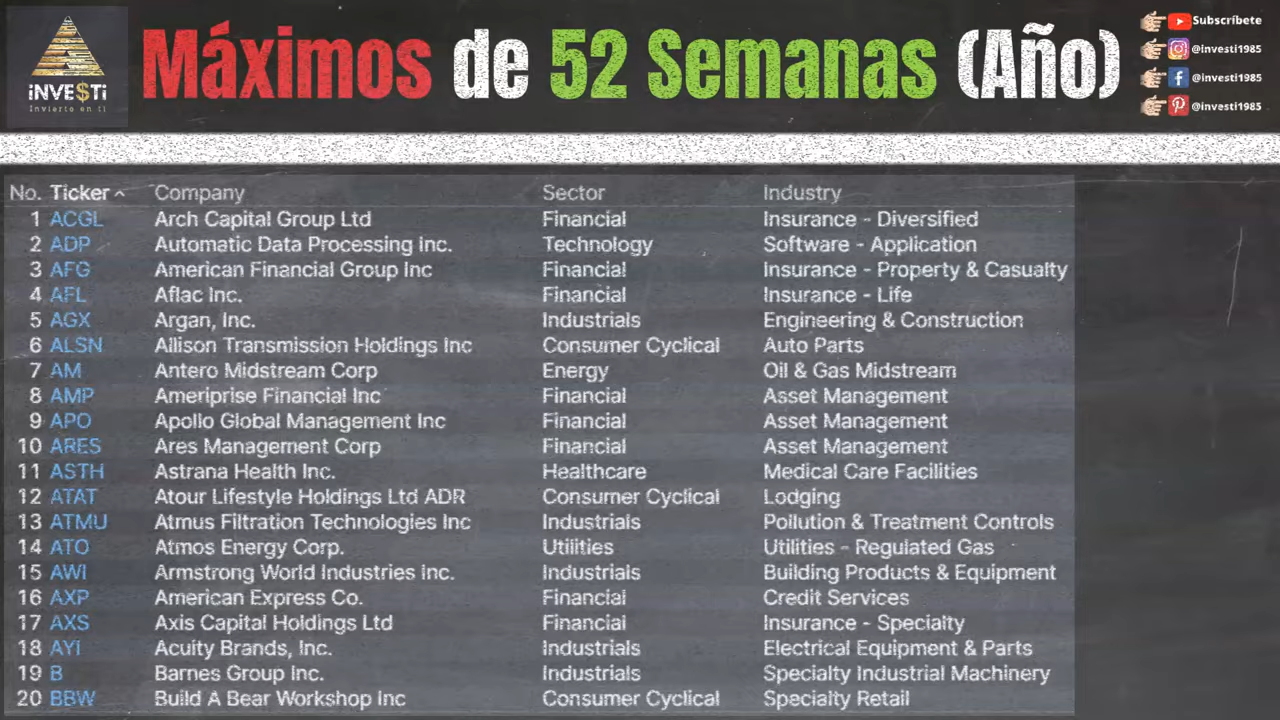 iNVE$Ti
Invierte en ti
Máximos de 52 Semanas (Año)
Subscríbete
@investi1985
@investi1985
@investi1985
No. Ticker Company Sector Industry
1 ACGL Arch Capital Group Ltd Financial Insurance - Diversified
2 ADP Automatic Data Processing Inc. Technology Software - Application
3 AFG American Financial Group Inc Financial Insurance - Property & Casualty
4 AFL Aflac Inc. Financial Insurance - Life
5 AGX Argan, Inc. Industrials Engineering & Construction
6 ALSN Allison Transmission Holdings Inc Consumer Cyclical Auto Parts
7 AM Antero Midstream Corp Energy Oil & Gas Midstream
8 AMP Ameriprise Financial Inc Financial Asset Management
9 APO Apollo Global Management Inc Financial Asset Management
10 ARES Ares Management Corp Financial Asset Management
11 ASTH Astrana Health Inc. Healthcare Medical Care Facilities
12 ATAT Atour Lifestyle Holdings Ltd ADR Consumer Cyclical Lodging
13 ATMU Atmus Filtration Technologies Inc Industrials Pollution & Treatment Controls
14 ATO Atmos Energy Corp. Utilities Utilities - Regulated Gas
15 AWI Armstrong World Industries Inc. Industrials Building Products & Equipment
16 AXP American Express Co. Financial Credit Services
17 AXS Axis Capital Holdings Ltd Financial Insurance - Specialty
18 AYI Acuity Brands, Inc. Industrials Electrical Equipment & Parts
19 B Barnes Group Inc. Industrials Specialty Industrial Machinery
20 BBW Build A Bear Workshop Inc Consumer Cyclical Specialty Retail